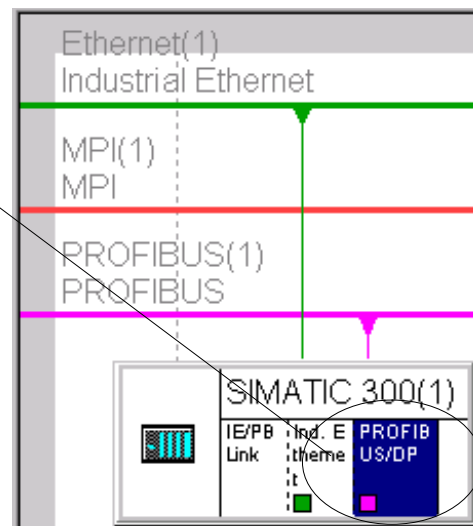 Ethernet(1)
Industrial Ethernet
MPI(1)
MPI
PROFIBUS(1)
PROFIBUS
SIMATIC 300(1)
IE/PB
Link
Ind. E
theme
t
PROFIB
US/DP